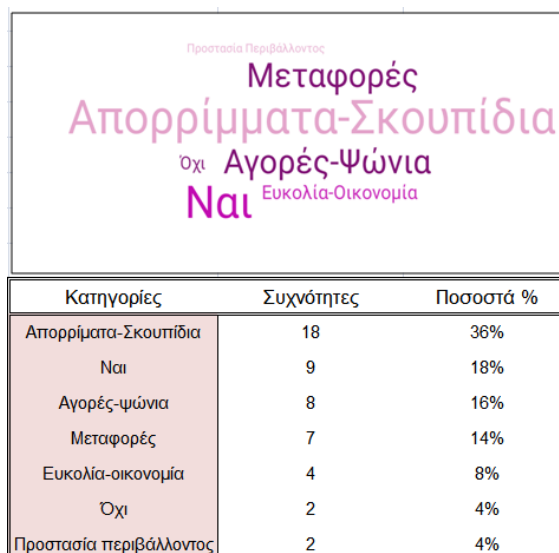 Προστασία Περιβάλλοντος
Μεταφορές
Απορρίμματα-Σκουπίδια
Όχι Αγορές-Ψώνια
Ναι Ευκολία-Οικονομία
Κατηγορίες Συχνότητες Ποσοστά %
Απορρίματα-Σκουπίδια 18 36%
Ναι 9 18%
Αγορές-ψώνια 8 16%
Μεταφορές 7 14%
Ευκολία-οικονομία 4 8%
Όχι 2 4%
Προστασία περιβάλλοντος 2 4%